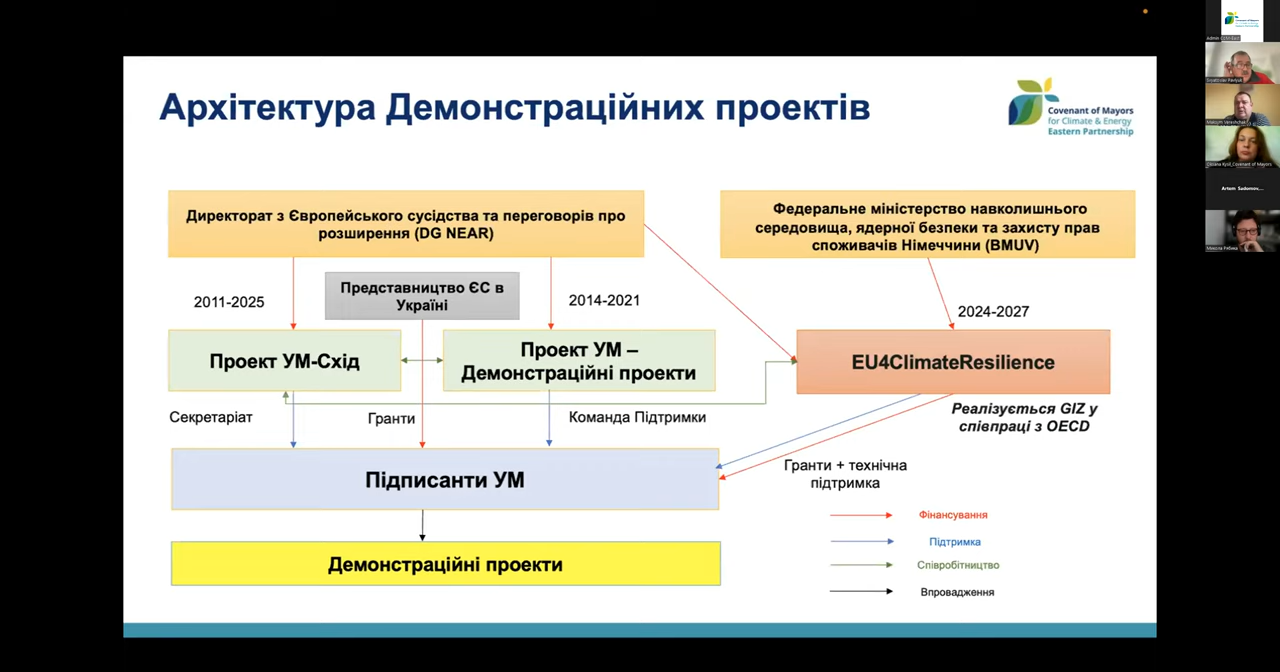 Архітектура Демонстраційних проектів
Covenant of Mayors
for Climate & Energy
Eastern Partnership
Директорат з Європейського сусідства та переговорів про
розширення (DG NEAR)
Федеральне міністерство навколишнього
середовища, ядерної безпеки та захисту прав
споживачів Німеччини (BMUV)
2011-2025
Представництво ЄС в
Україні
2014-2021
2024-2027
Проект УМ-Схід
Проект УМ –
Демонстраційні проекти
EU4ClimateResilience
Секретаріат
Гранти
Команда Підтримки
Реалізується GIZ у
співпраці з OECD
Підписанти УМ
Гранти + технічна
підтримка
Демонстраційні проекти
Фінансування
Підтримка
Співробітництво
Впровадження
Artem Sadomov,...